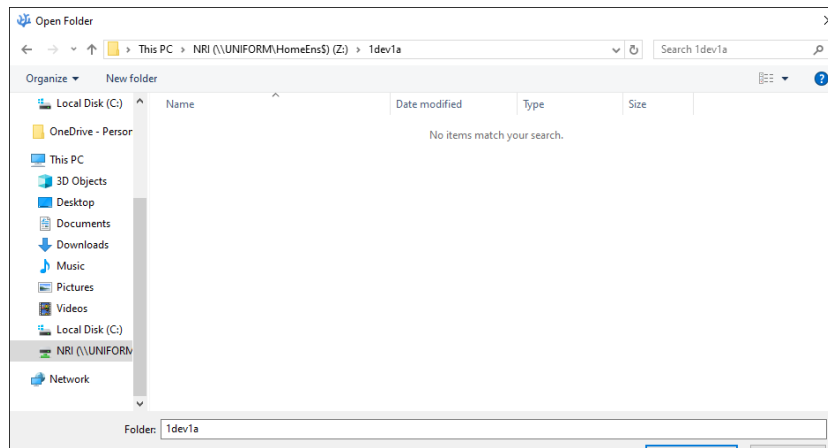 Open Folder
This PC > NRI (\\UNIFORM\HomeEns$) (Z:) > 1dev1a
Search 1dev1a
Organize
New folder
Name
Date modified
Type
Size
No items match your search.
Local Disk (C:)
OneDrive - Person
This PC
3D Objects
Desktop
Documents
Downloads
Music
Pictures
Videos
Local Disk (C:)
NRI (\\UNIFORM
Network
Folder: 1dev1a